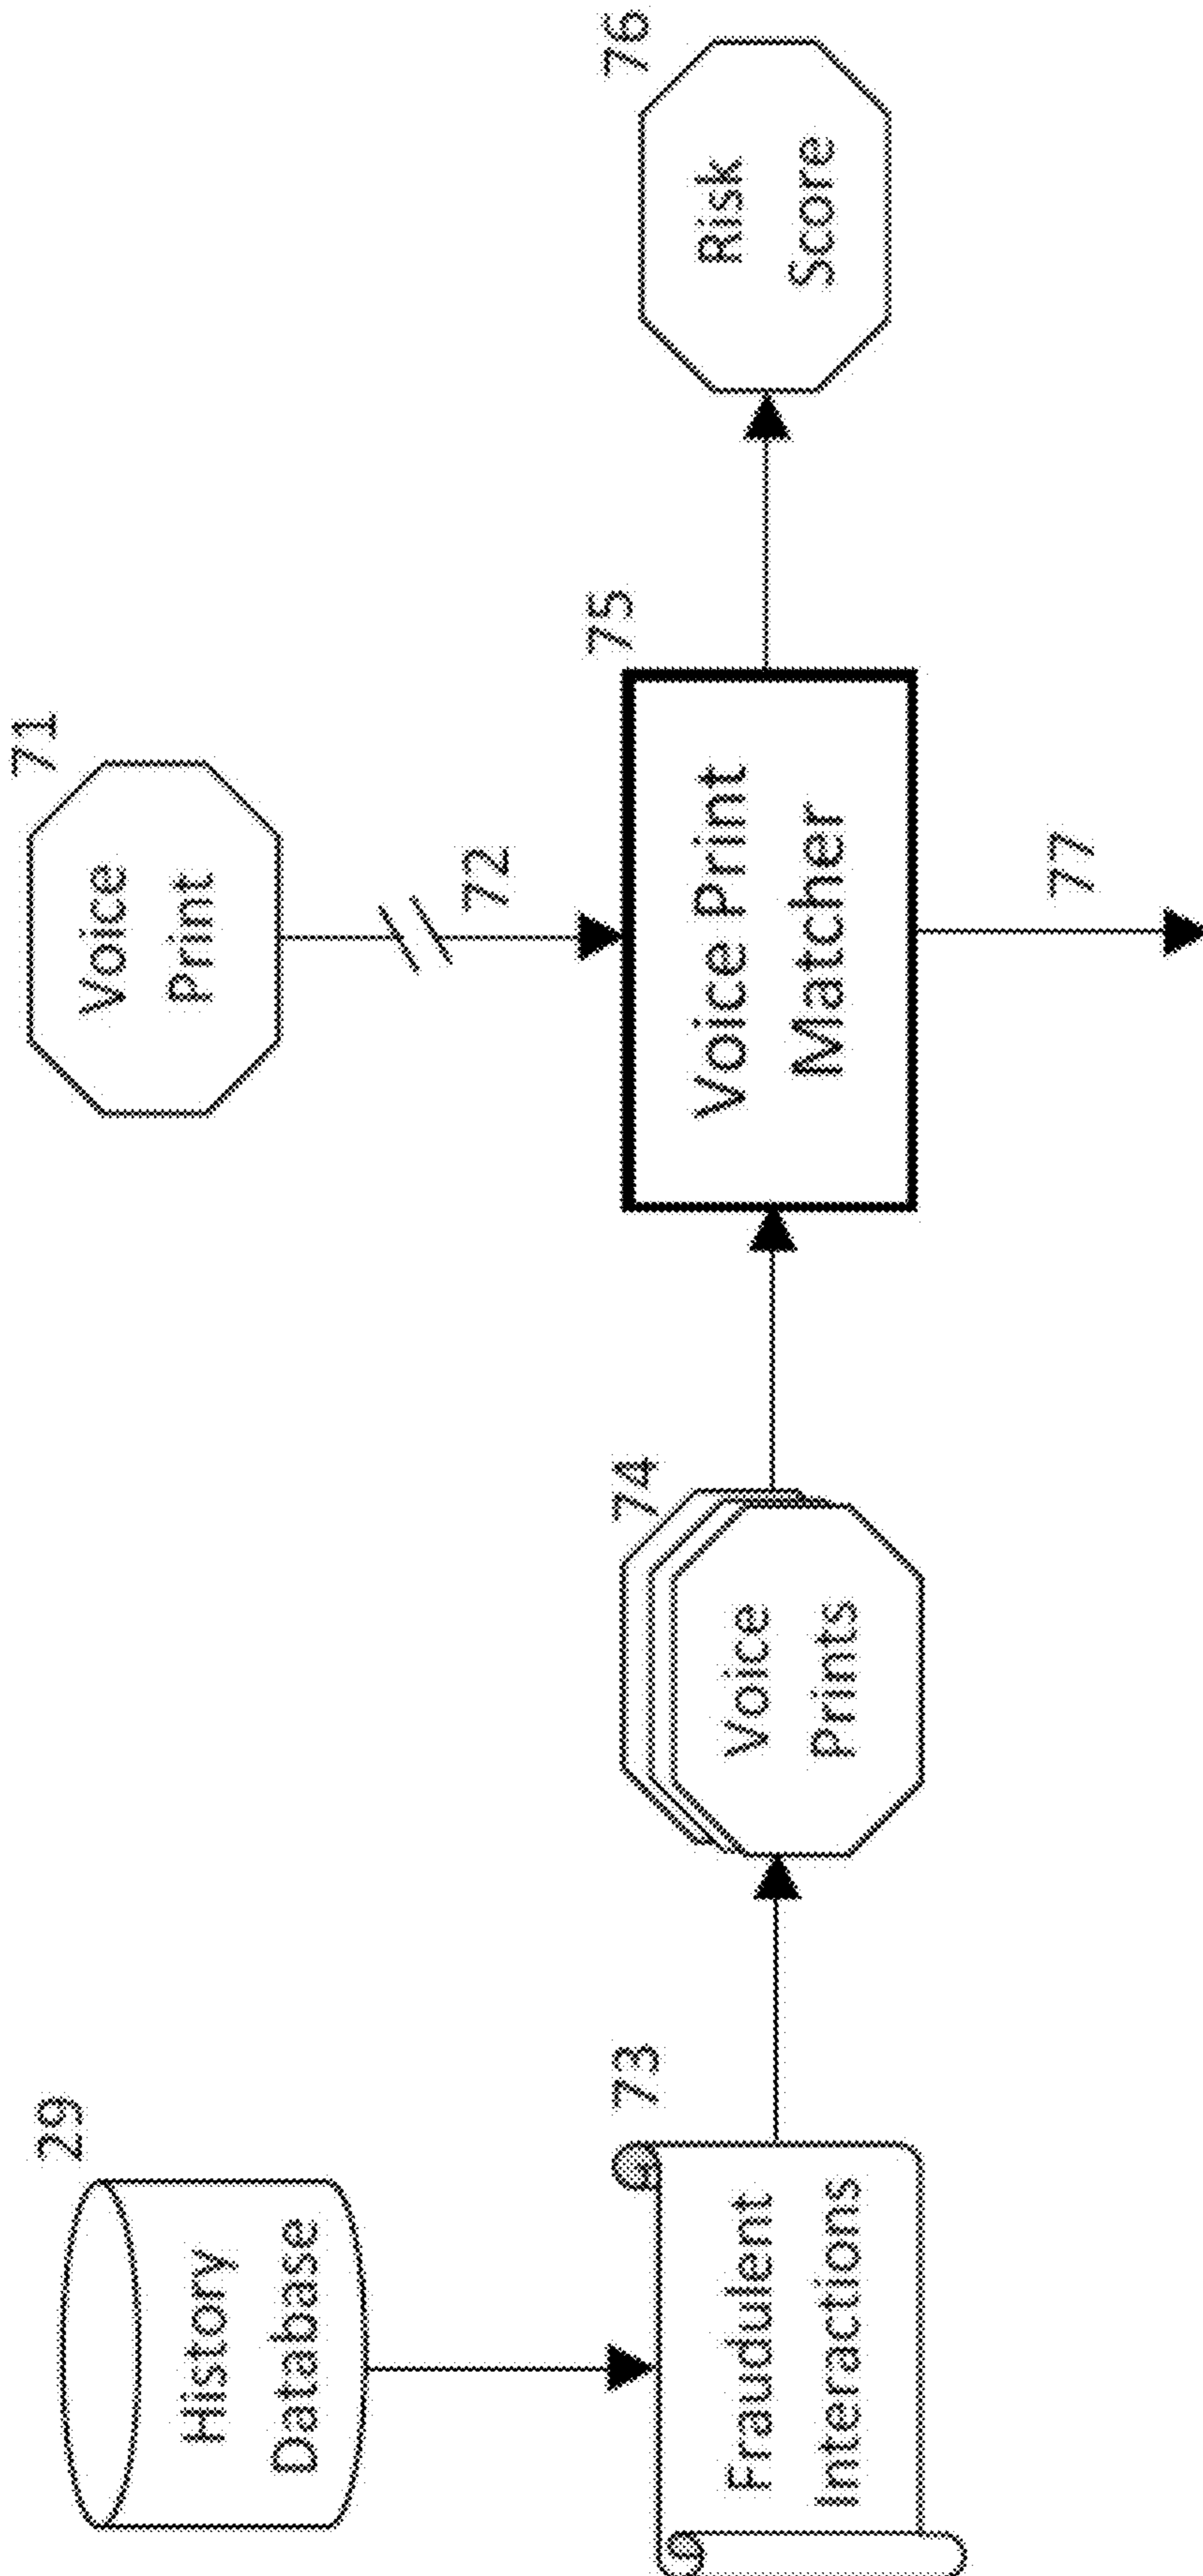 29
History
Database
71
Voice
Print
72
73
Fraudulent
Interactions
74
Voice
Prints
75
Voice Print
Matcher
76
Risk
Score
77